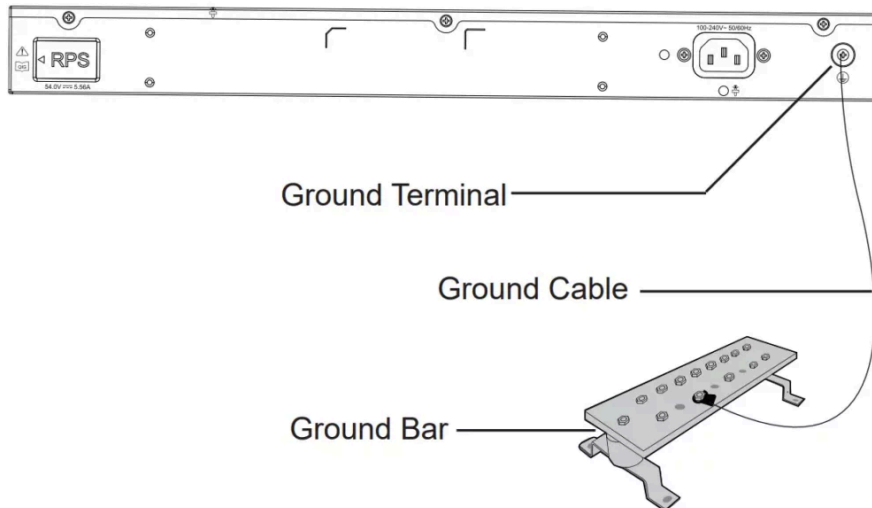 100-240V~ 50/60Hz
RPS
54.0V⎓5.56A
Ground Terminal
Ground Cable
Ground Bar